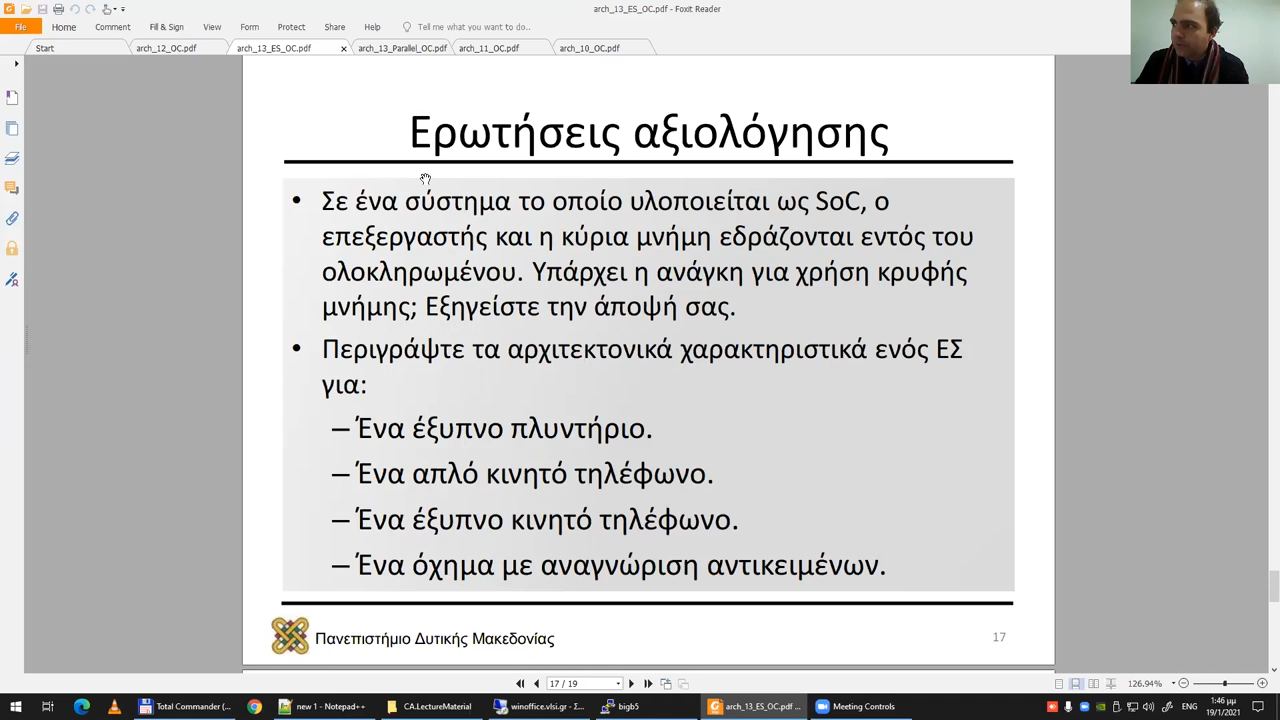 arch_13_ES_OC.pdf - Foxit Reader
File Home Comment Fill & Sign View Form Protect Share Help Tell me what you want to do..
Start arch_12_OC.pdf arch_13_ES_OC.pdf × arch_13_Parallel_OC.pdf arch_11_OC.pdf arch_10_OC.pdf
Ερωτήσεις αξιολόγησης
• Σε ένα σύστημα το οποίο υλοποιείται ως SoC, ο
επεξεργαστής και η κύρια μνήμη εδράζονται εντός του
ολοκληρωμένου. Υπάρχει η ανάγκη για χρήση κρυφής
μνήμης; Εξηγείστε την άποψή σας.
• Περιγράψτε τα αρχιτεκτονικά χαρακτηριστικά ενός ΕΣ
για:
– Ένα έξυπνο πλυντήριο.
– Ένα απλό κινητό τηλέφωνο.
– Ένα έξυπνο κινητό τηλέφωνο.
– Ένα όχημα με αναγνώριση αντικειμένων.
Πανεπιστήμιο Δυτικής Μακεδονίας
17
17 / 19
126.94%
Total Commander (... new 1 - Notepad++ CA.LectureMaterial winoffice.vlsi.gr - Σ... bigb5 arch_13_ES_OC.pdf ... Meeting Controls
ENG
1:46 μμ
19/1/2021